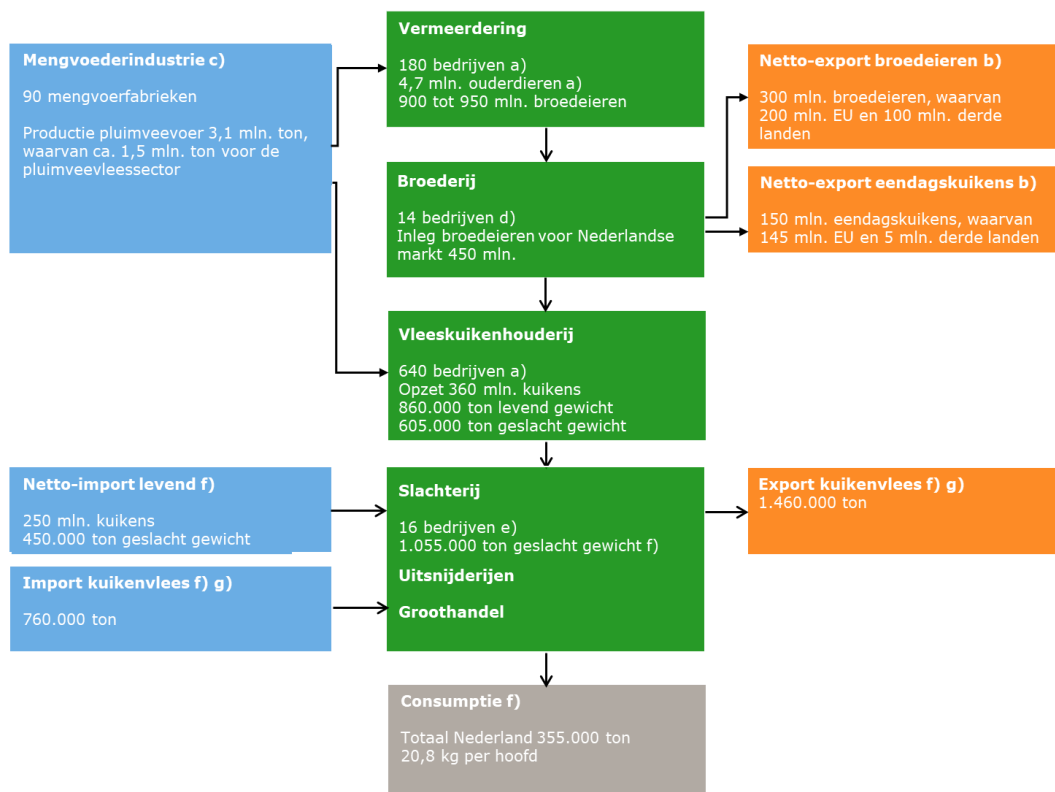 Mengvoederindustrie c)
90 mengvoerfabrieken
Productie pluimveevoer 3,1 mln. ton,
waarvan ca. 1,5 mln. ton voor de
pluimveevleessector
Vermeerdering
180 bedrijven a)
4,7 mln. ouderdieren a)
900 tot 950 mln. broedeieren
Netto-export broedeieren b)
300 mln. broedeieren, waarvan
200 mln. EU en 100 mln. derde
landen
Broederij
14 bedrijven d)
Inleg broedeieren voor Nederlandse
markt 450 mln.
Netto-export eendagskuikens b)
150 mln. eendagskuikens, waarvan
145 mln. EU en 5 mln. derde landen
Vleeskuikenhouderij
640 bedrijven a)
Opzet 360 mln. kuikens
860.000 ton levend gewicht
605.000 ton geslacht gewicht
Netto-import levend f)
250 mln. kuikens
450.000 ton geslacht gewicht
Import kuikenvlees f) g)
760.000 ton
Slachterij
16 bedrijven e)
1.055.000 ton geslacht gewicht f)
Uitsnijderijen
Groothandel
Export kuikenvlees f) g)
1.460.000 ton
Consumptie f)
Totaal Nederland 355.000 ton
20,8 kg per hoofd